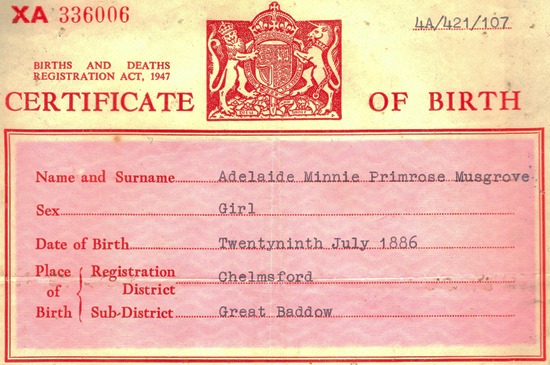 XA 336006
4A/421/107
BIRTHS AND DEATHS
REGISTRATION ACT, 1947
CERTIFICATE OF BIRTH
Name and Surname Adelaide Minnie Primrose Musgrove
Sex Girl
Date of Birth Twentyninth July 1886
Place of Birth { Registration District Chelmsford
Sub-District Great Baddow